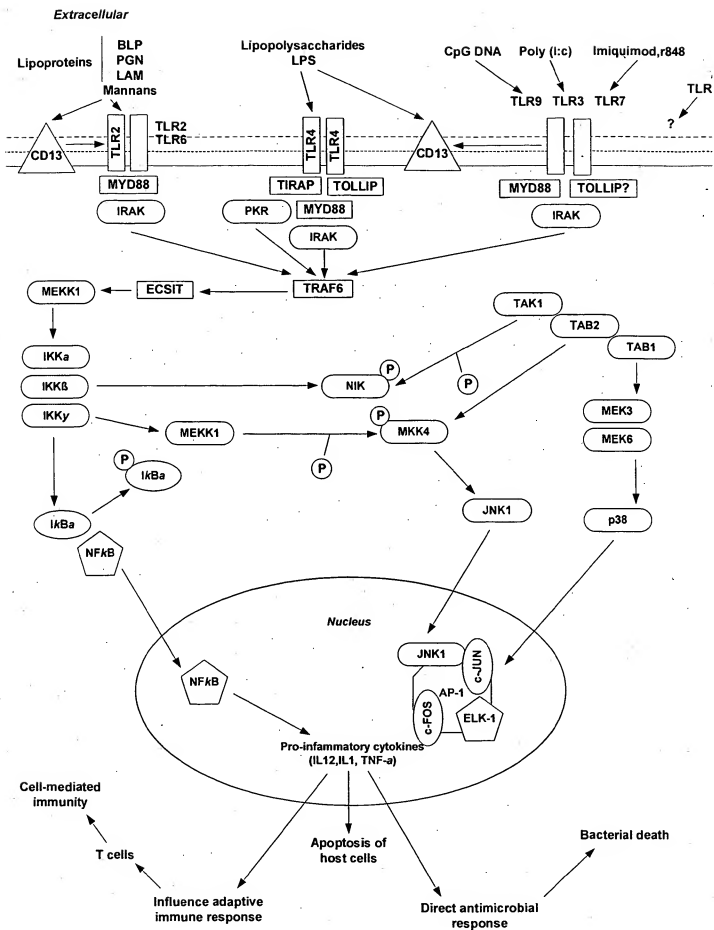 Extracellular
Lipoproteins
BLP
PGN
LAM
Mannans
Lipopolysaccharides
LPS
CpG DNA
Poly (I:c)
Imiquimod,r848
TLR9
TLR3
TLR7
TLR
?
CD13
TLR2
TLR2
TLR6
TLR4
TLR4
CD13
MYD88
TIRAP
TOLLIP
MYD88
TOLLIP?
IRAK
PKR
MYD88
IRAK
IRAK
MEKK1
ECSIT
TRAF6
TAK1
TAB2
TAB1
IKKa
IKKß
IKKy
NIK
P
P
MEKK1
P
P
MKK4
MEK3
MEK6
P
IkBa
IkBa
NFkB
JNK1
p38
Nucleus
NFkB
JNK1
c-JUN
AP-1
c-FOS
ELK-1
Pro-infammatory cytokines
(IL12,IL1, TNF-a)
Cell-mediated
immunity
T cells
Apoptosis of
host cells
Bacterial death
Influence adaptive
immune response
Direct antimicrobial
response